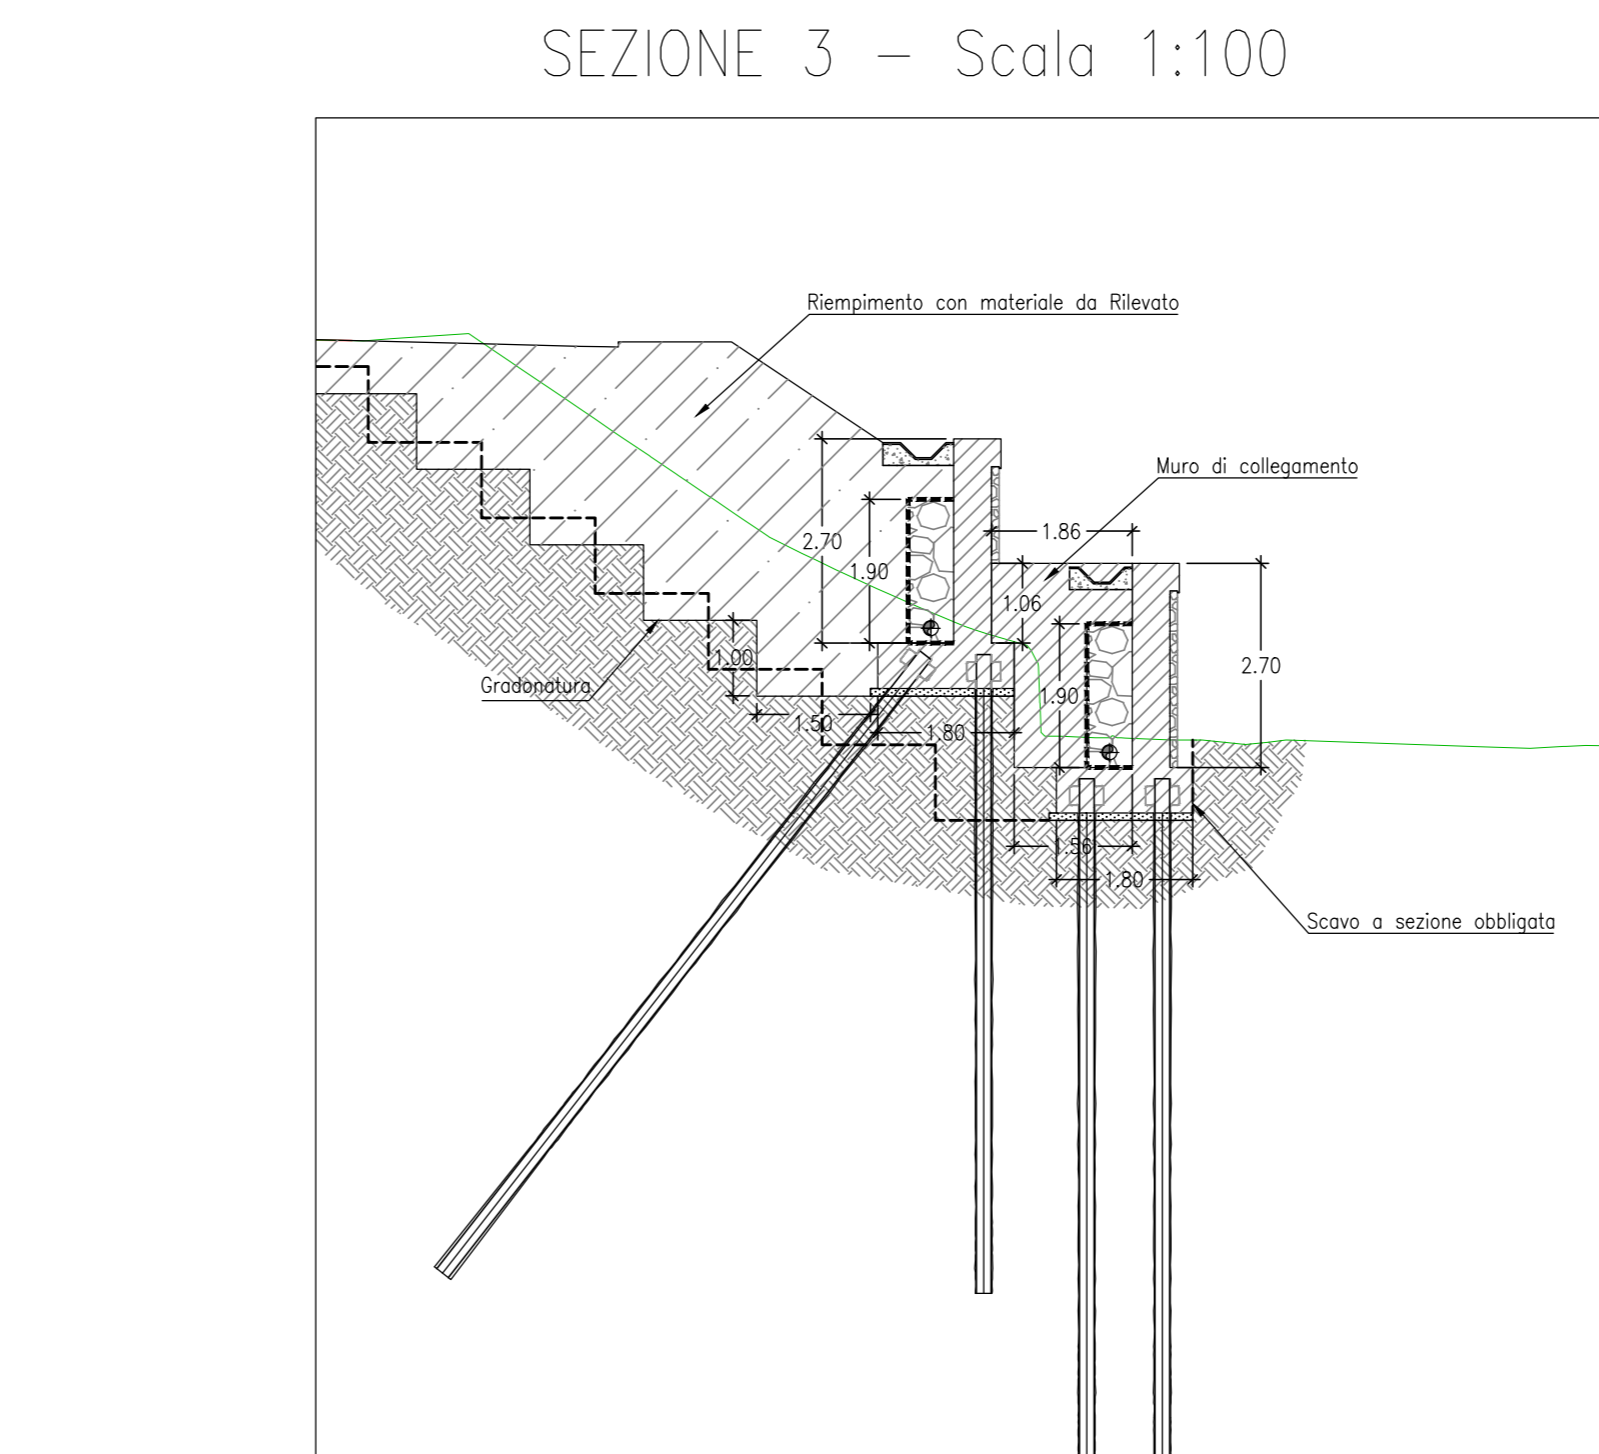 SEZIONE 3 - Scala 1:100
Riempimento con materiale da Rilevato
Muro di collegamento
1.86
2.70
1.90
1.06
1.00
2.70
Gradonatura
1.90
1.50
1.80
1.56
1.80
Scavo a sezione obbligata